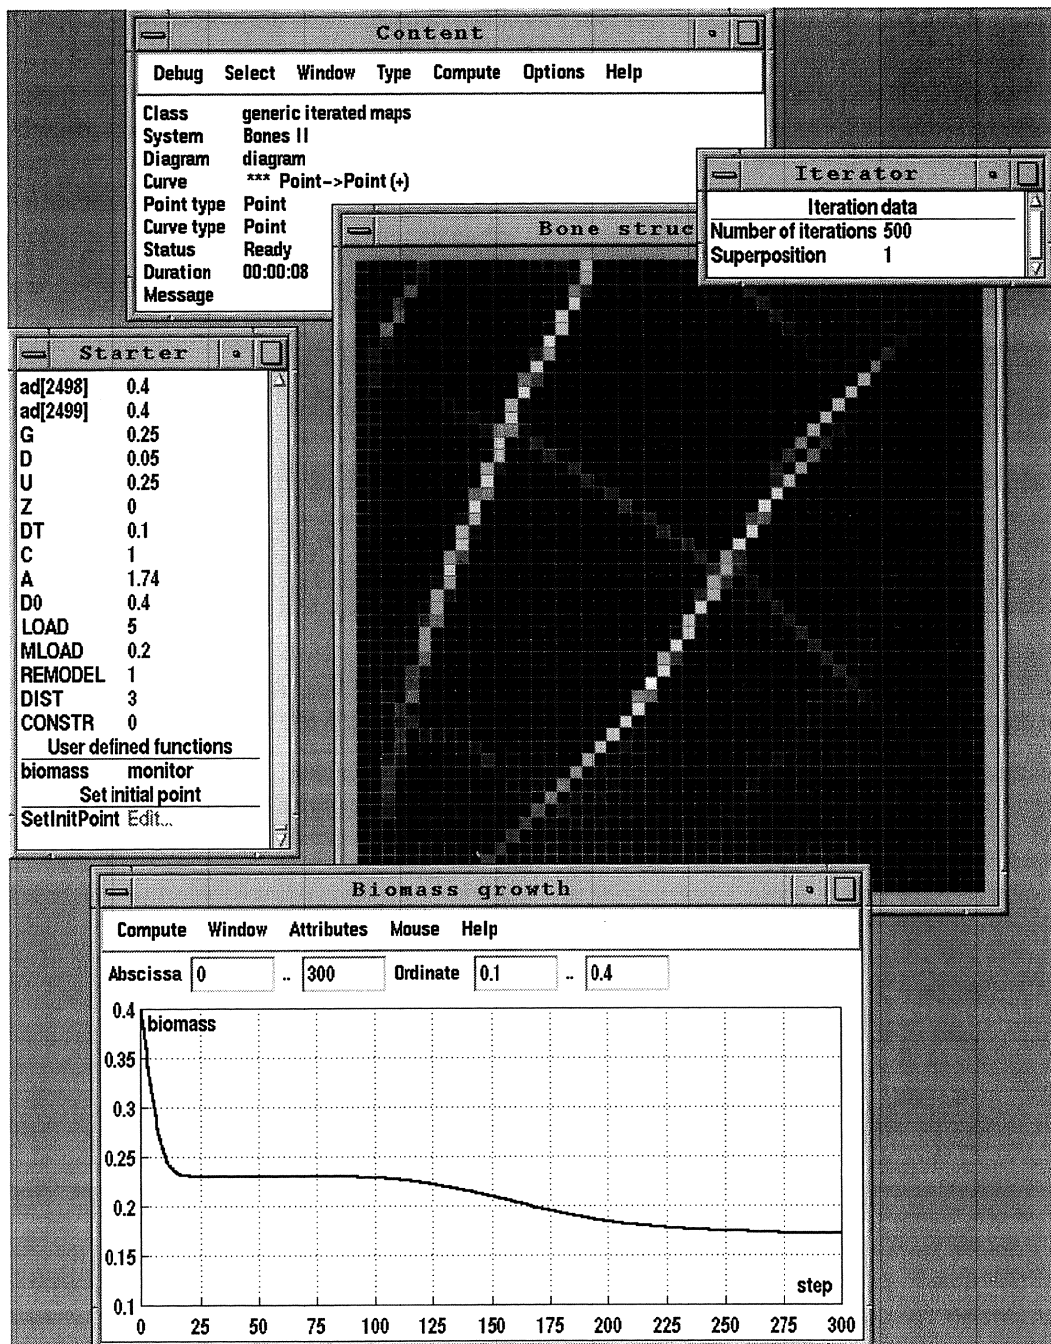 Content
Debug Select Window Type Compute Options Help
Class generic iterated maps
System Bones II
Diagram diagram
Curve *** Point->Point (+)
Point type Point
Curve type Point
Status Ready
Duration 00:00:08
Message
Iterator
Iteration data
Number of iterations 500
Superposition 1
Bone struc
Starter
ad[2498] 0.4
ad[2499] 0.4
G 0.25
D 0.05
U 0.25
Z 0
DT 0.1
C 1
A 1.74
D0 0.4
LOAD 5
MLOAD 0.2
REMODEL 1
DIST 3
CONSTR 0
User defined functions
biomass monitor
Set initial point
SetInitPoint Edit...
Biomass growth
Compute Window Attributes Mouse Help
Abscissa 0 .. 300 Ordinate 0.1 .. 0.4
0.4
biomass
0.35
0.3
0.25
0.2
0.15
step
0.1
0 25 50 75 100 125 150 175 200 225 250 275 300